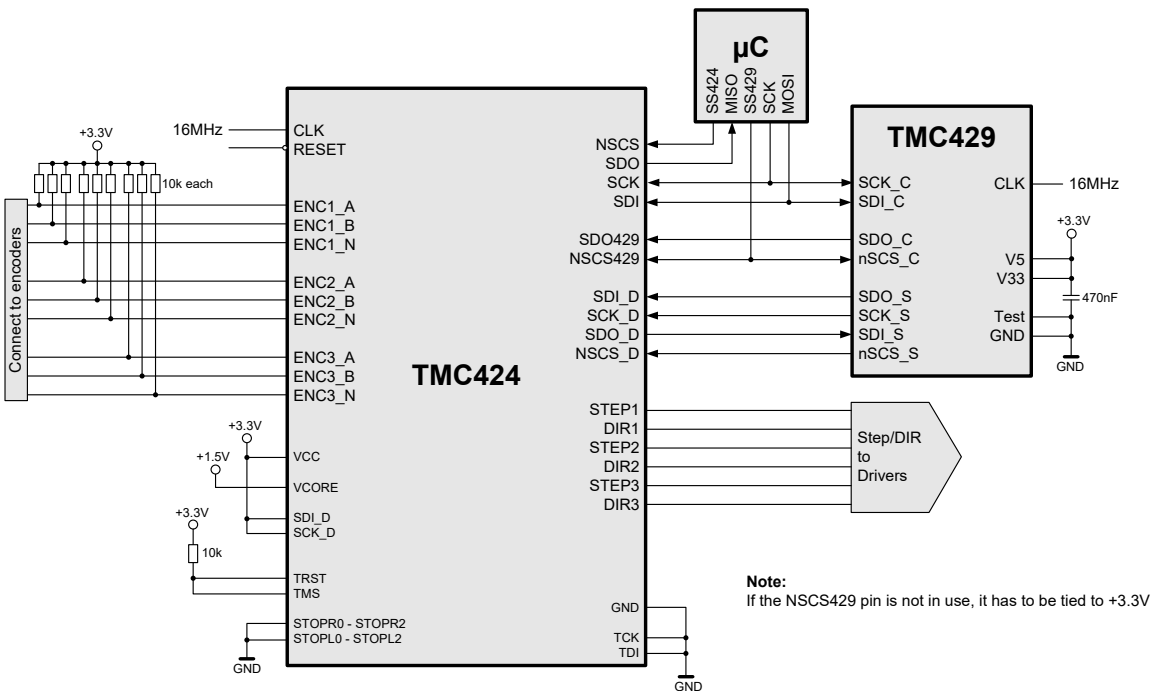 µC
SS424
MISO
SS429
SCK
MOSI
TMC424
16MHz
CLK
RESET
+3.3V
10k each
Connect to encoders
ENC1_A
ENC1_B
ENC1_N
ENC2_A
ENC2_B
ENC2_N
ENC3_A
ENC3_B
ENC3_N
+3.3V
VCC
+1.5V
VCORE
SDI_D
SCK_D
+3.3V
10k
TRST
TMS
STOPR0 - STOPR2
STOPL0 - STOPL2
GND
NSCS
SDO
SCK
SDI
SDO429
NSCS429
SDI_D
SCK_D
SDO_D
NSCS_D
STEP1
DIR1
STEP2
DIR2
STEP3
DIR3
GND
TCK
TDI
GND
TMC429
SCK_C
SDI_C
SDO_C
nSCS_C
SDO_S
SCK_S
SDI_S
nSCS_S
CLK
16MHz
+3.3V
V5
V33
470nF
Test
GND
GND
Step/DIR
to
Drivers
Note:
If the NSCS429 pin is not in use, it has to be tied to +3.3V